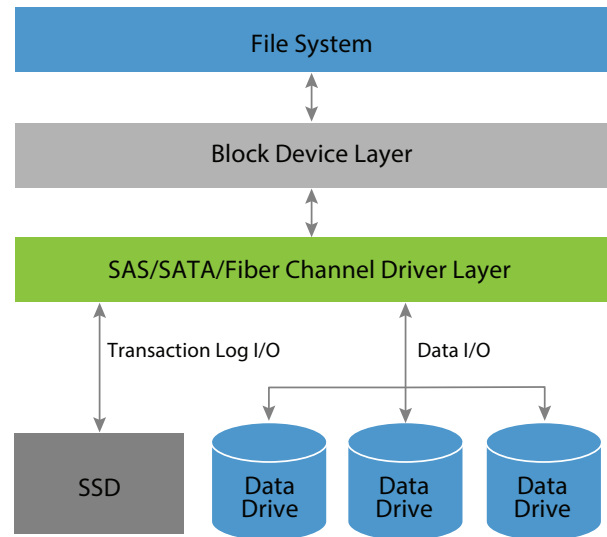 File System
Block Device Layer
SAS/SATA/Fiber Channel Driver Layer
Transaction Log I/O
Data I/O
SSD
Data
Drive
Data
Drive
Data
Drive